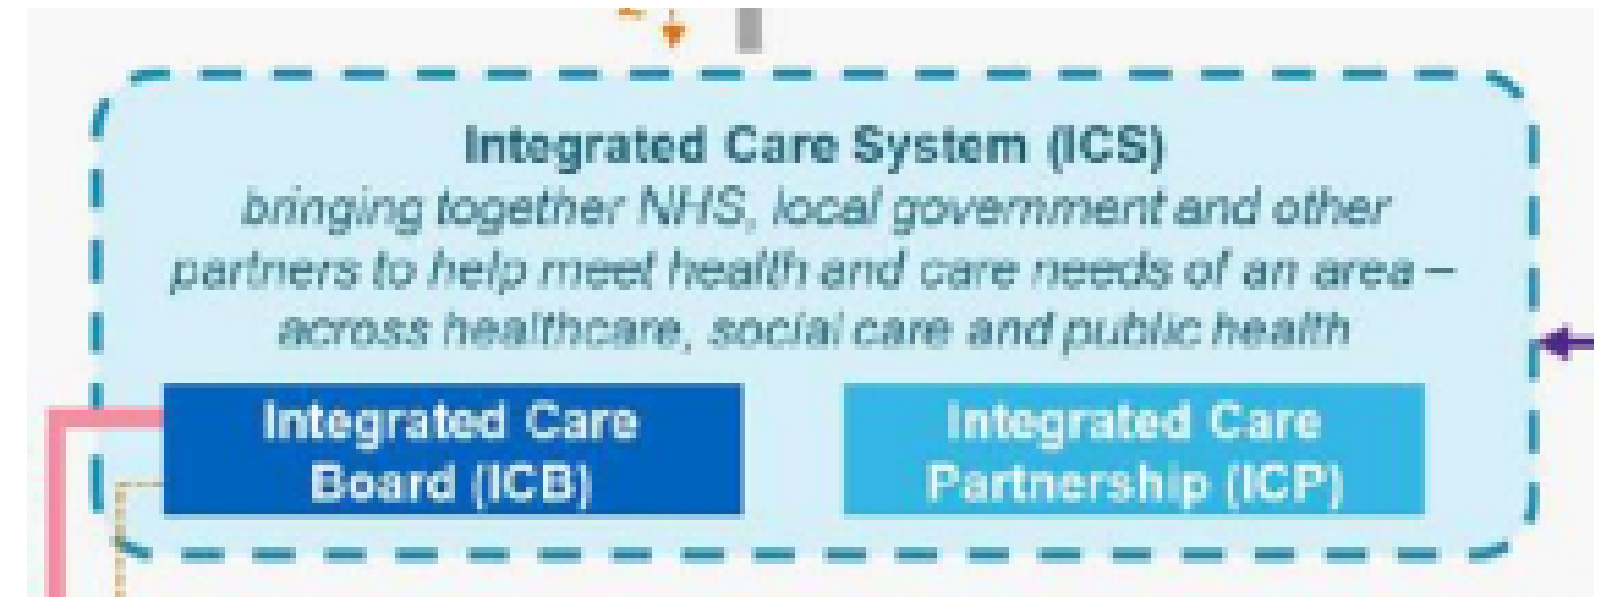 Integrated Care System (ICS)
bringing together NHS, local government and other
partners to help meet health and care needs of an area –
across healthcare, social care and public health
Integrated Care
Board (ICB)
Integrated Care
Partnership (ICP)